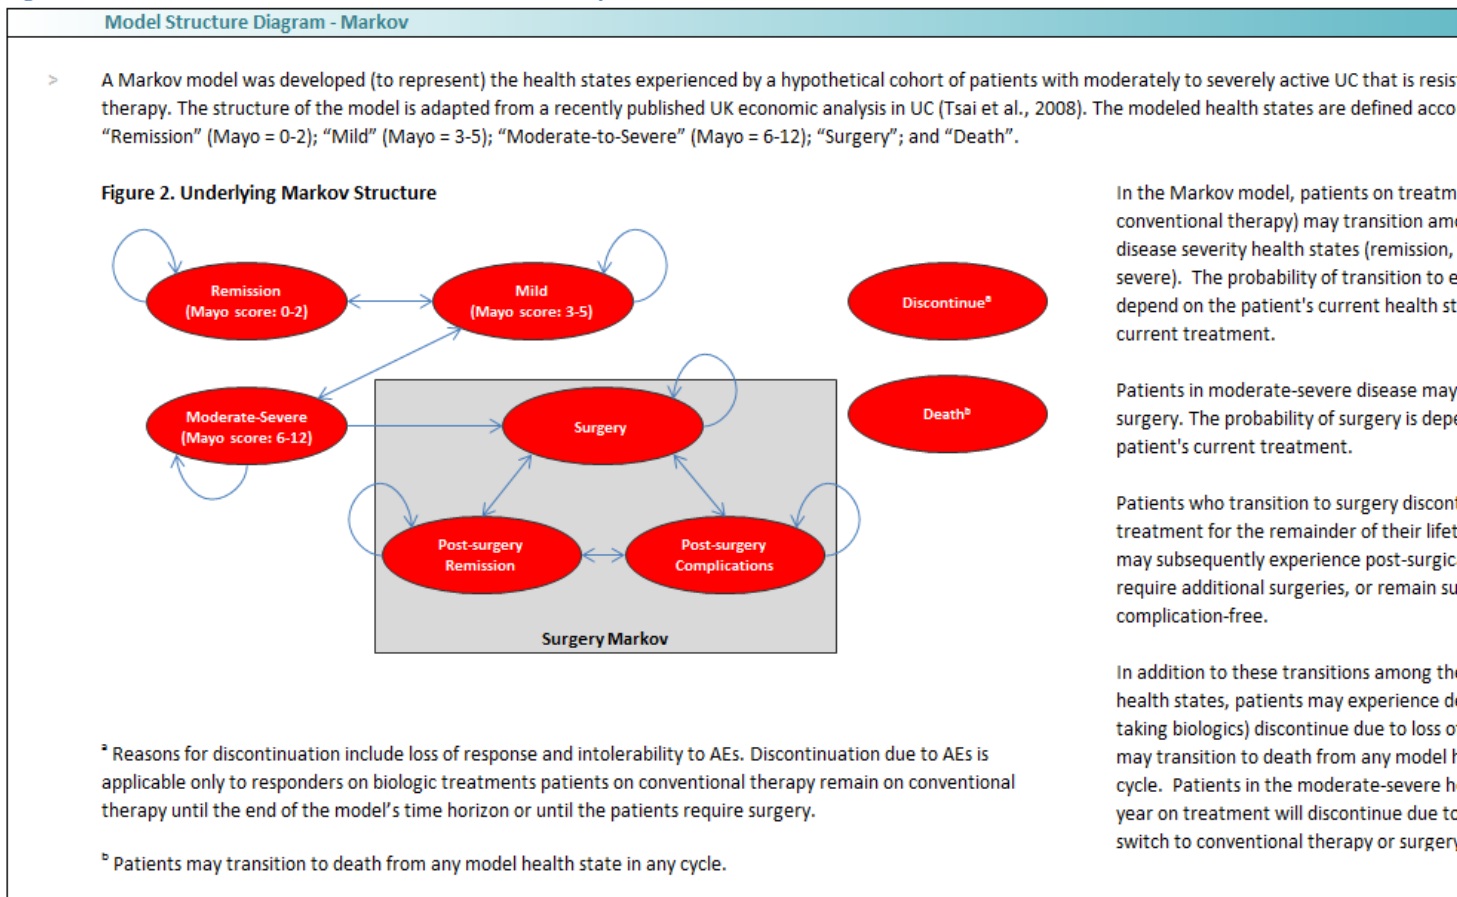 Model Structure Diagram - Markov
> A Markov model was developed (to represent) the health states experienced by a hypothetical cohort of patients with moderately to severely active UC that is resis
therapy. The structure of the model is adapted from a recently published UK economic analysis in UC (Tsai et al., 2008). The modeled health states are defined acco
“Remission” (Mayo = 0-2); “Mild” (Mayo = 3-5); “Moderate-to-Severe” (Mayo = 6-12); “Surgery”; and “Death”.
Figure 2. Underlying Markov Structure
Remission
(Mayo score: 0-2)
Mild
(Mayo score: 3-5)
Discontinueᵃ
Moderate-Severe
(Mayo score: 6-12)
Surgery
Deathᵇ
Post-surgery
Remission
Post-surgery
Complications
Surgery Markov
In the Markov model, patients on treatm
conventional therapy) may transition amo
disease severity health states (remission,
severe). The probability of transition to e
depend on the patient's current health st
current treatment.
Patients in moderate-severe disease may
surgery. The probability of surgery is depe
patient's current treatment.
Patients who transition to surgery discont
treatment for the remainder of their lifet
may subsequently experience post-surgica
require additional surgeries, or remain su
complication-free.
In addition to these transitions among the
health states, patients may experience de
taking biologics) discontinue due to loss of
may transition to death from any model h
cycle. Patients in the moderate-severe he
year on treatment will discontinue due to
switch to conventional therapy or surgery
ᵃ Reasons for discontinuation include loss of response and intolerability to AEs. Discontinuation due to AEs is
applicable only to responders on biologic treatments patients on conventional therapy remain on conventional
therapy until the end of the model’s time horizon or until the patients require surgery.
ᵇ Patients may transition to death from any model health state in any cycle.